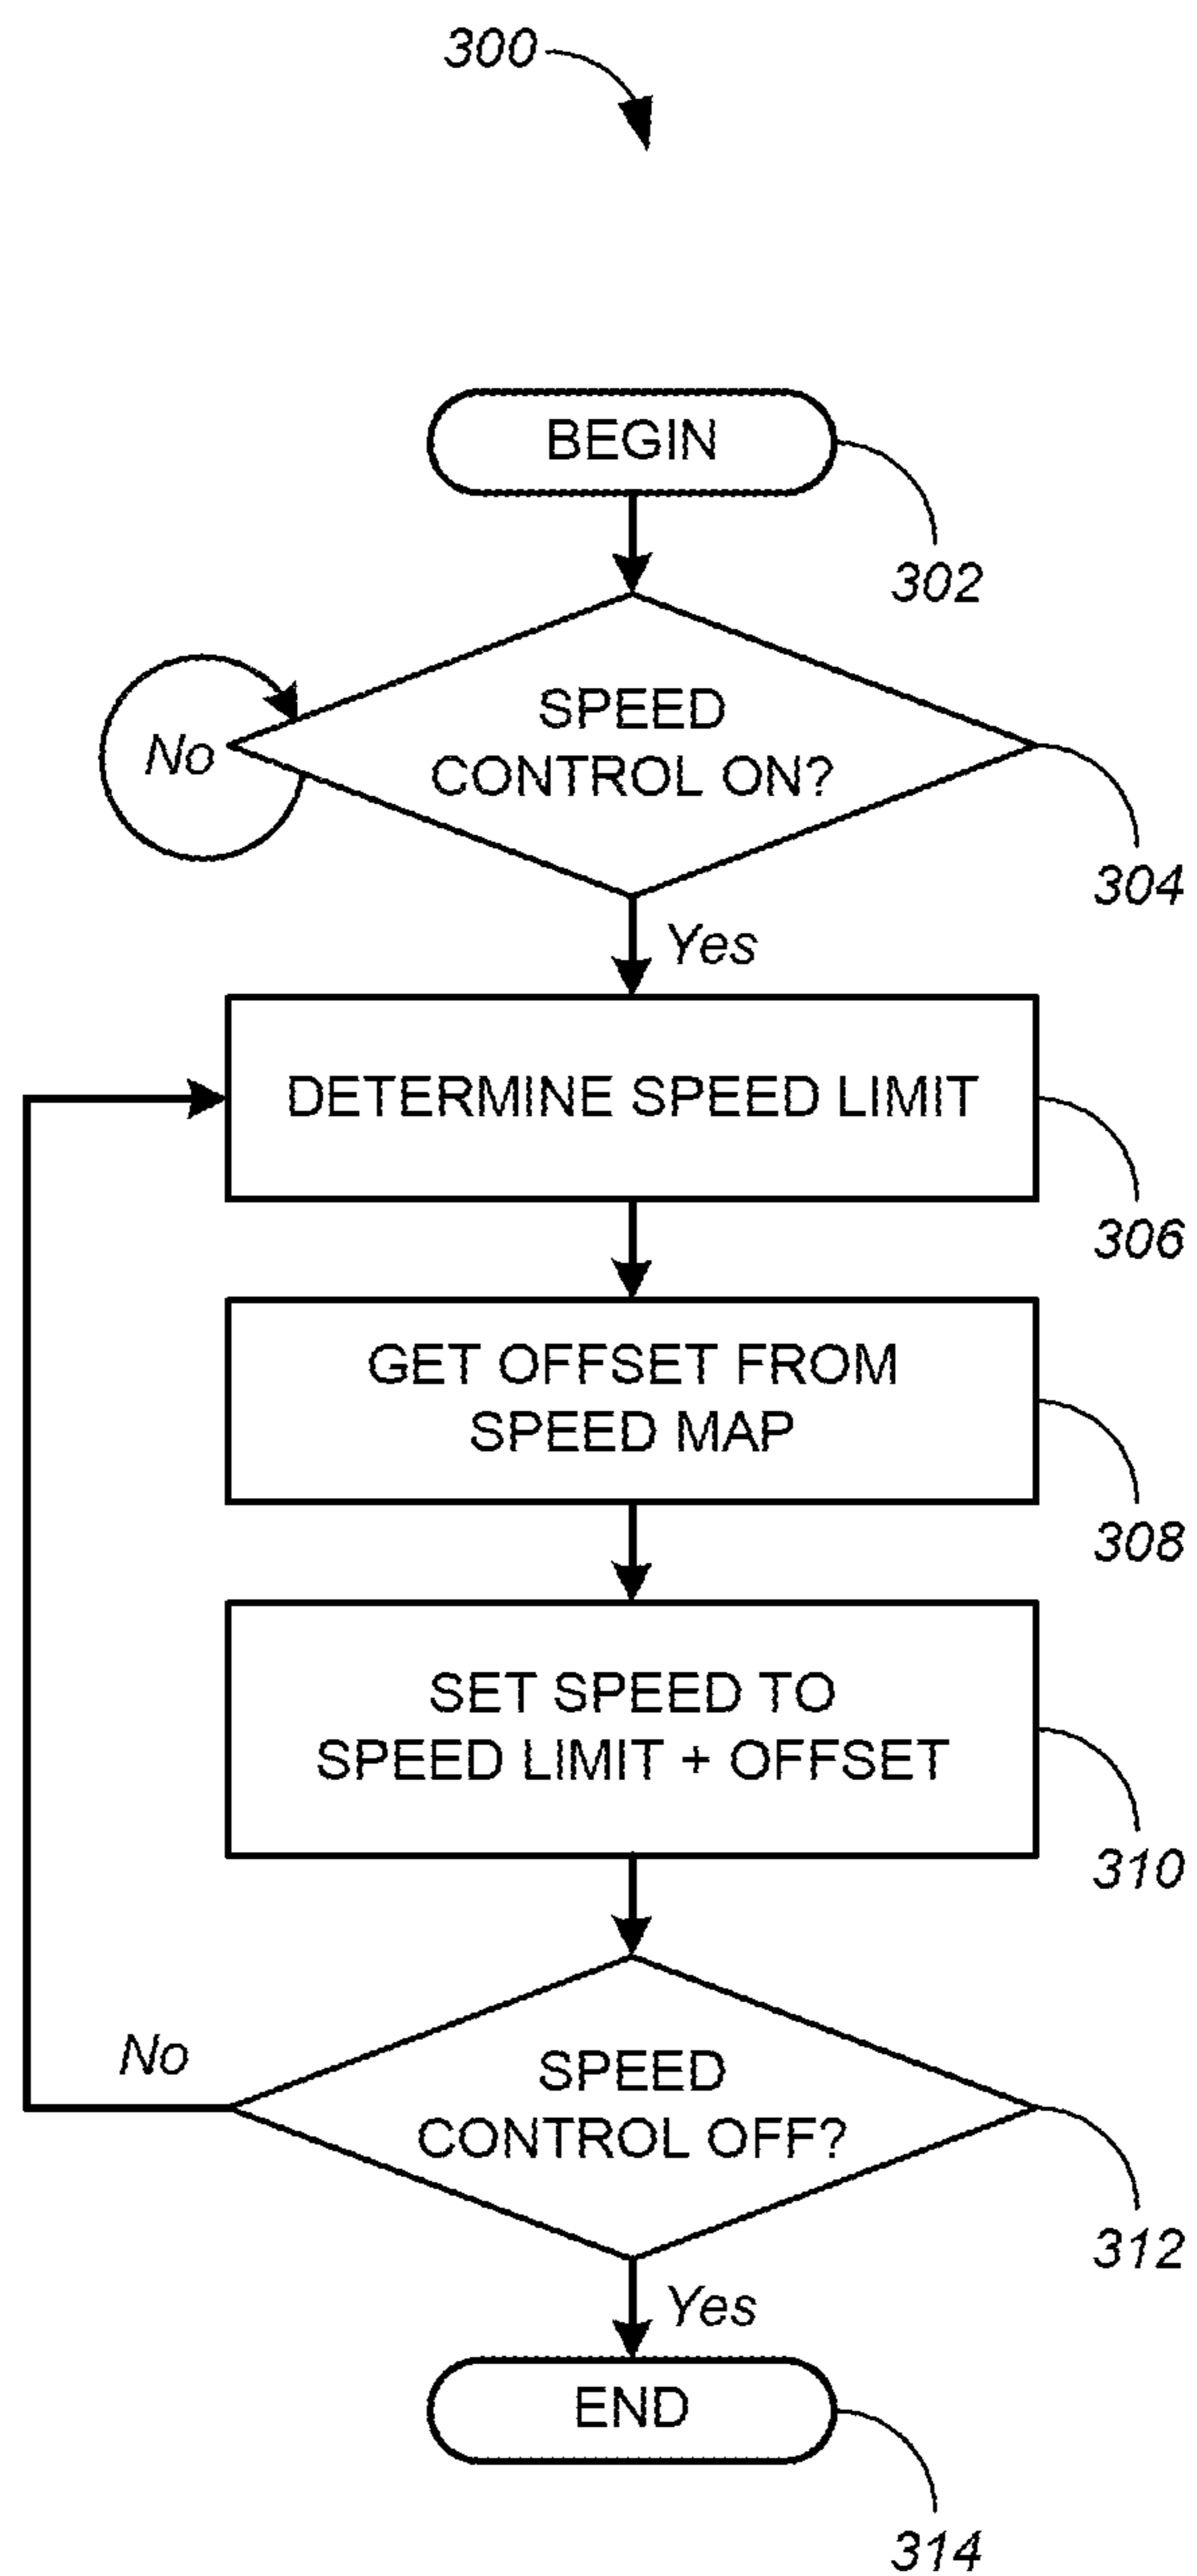 300
BEGIN
302
SPEED
CONTROL ON?
No
304
Yes
DETERMINE SPEED LIMIT
306
GET OFFSET FROM
SPEED MAP
308
SET SPEED TO
SPEED LIMIT + OFFSET
310
No
SPEED
CONTROL OFF?
312
Yes
END
314